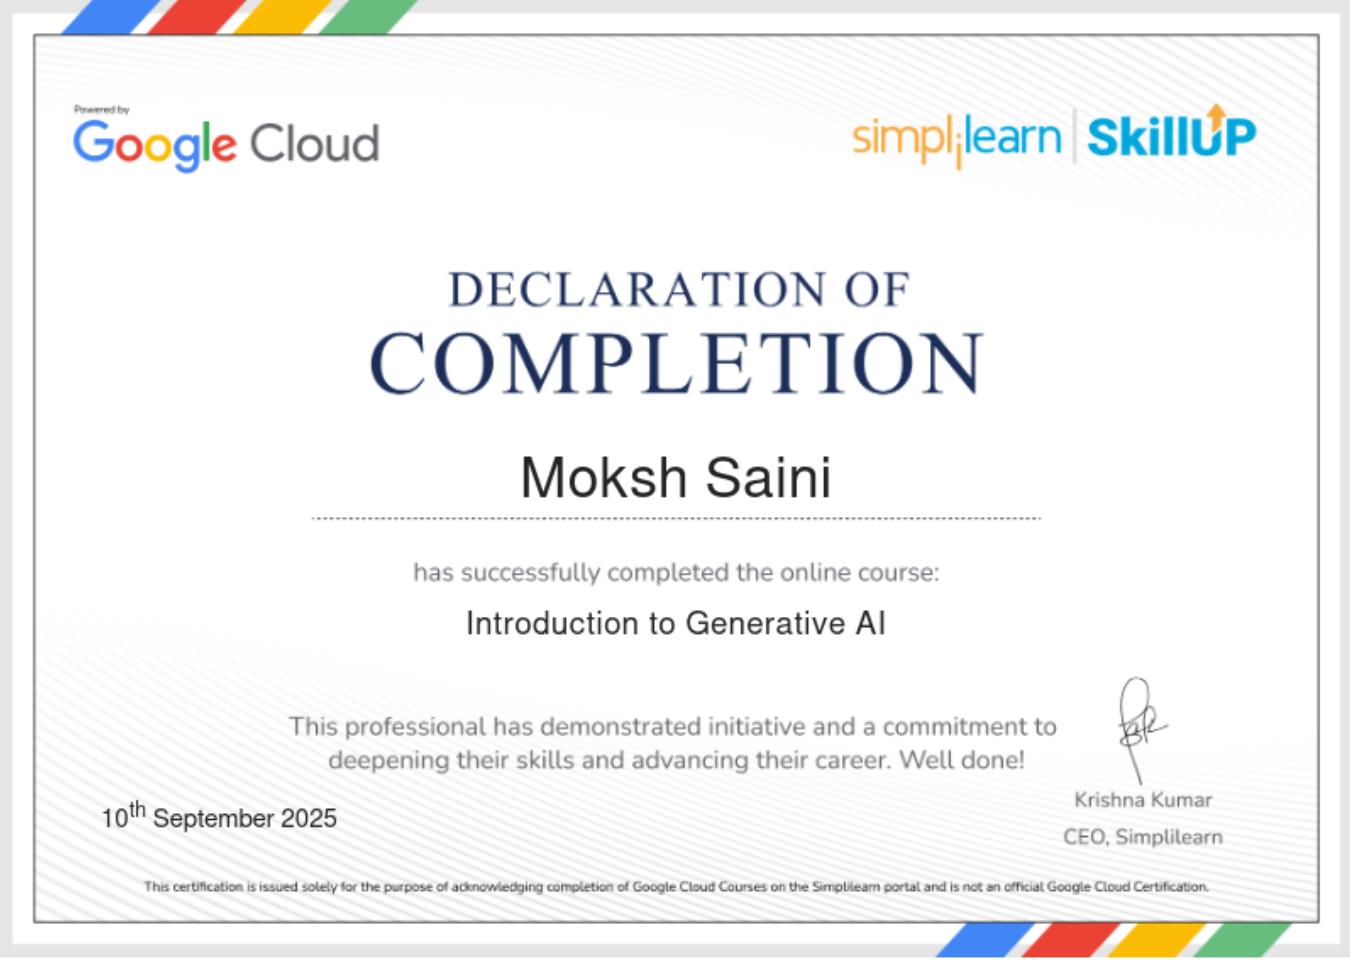 Powered by
Google Cloud
simplilearn | SkillUP
DECLARATION OF
COMPLETION
Moksh Saini
has successfully completed the online course:
Introduction to Generative AI
This professional has demonstrated initiative and a commitment to
deepening their skills and advancing their career. Well done!
10th September 2025
Krishna Kumar
CEO, Simplilearn
This certification is issued solely for the purpose of acknowledging completion of Google Cloud Courses on the Simplilearn portal and is not an official Google Cloud Certification.